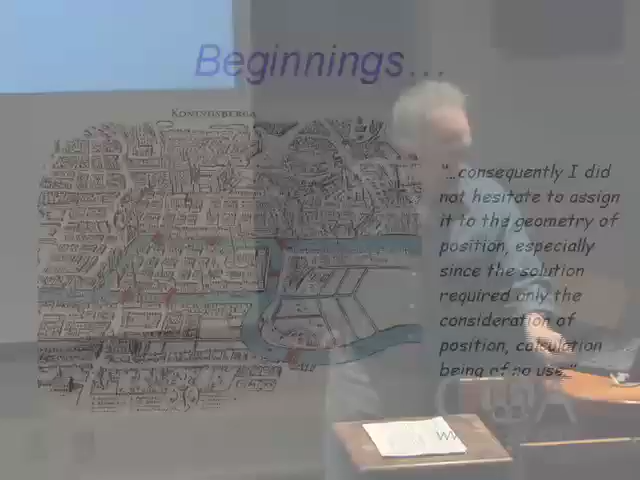 Beginnings...
KONINGSBERGA
"...consequently I did
not hesitate to assign
it to the geometry of
position, especially
since the solution
required only the
consideration of
position, calculation
being of no use..."